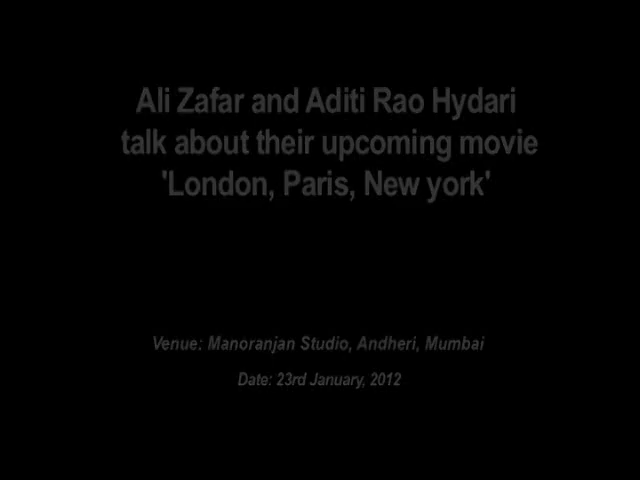 Ali Zafar and Aditi Rao Hydari
talk about their upcoming movie
'London, Paris, New york'
Venue: Manoranjan Studio, Andheri, Mumbai
Date: 23rd January, 2012